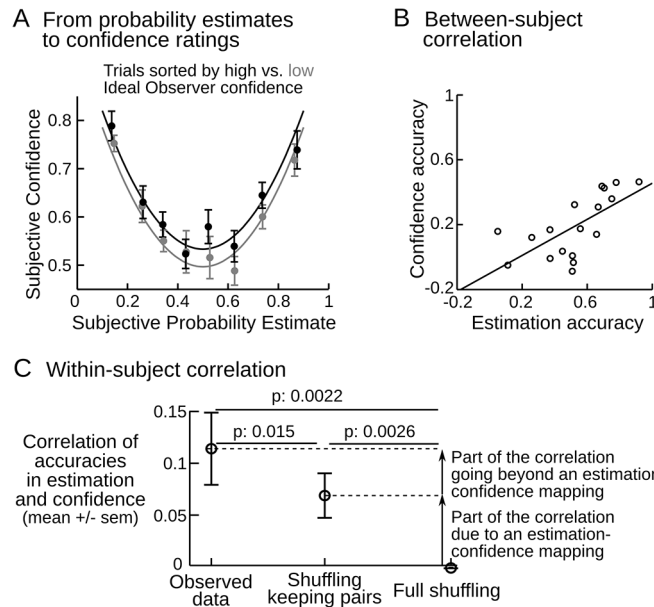 A From probability estimates
to confidence ratings
Trials sorted by high vs. low
Ideal Observer confidence
Subjective Confidence
0.8
0.7
0.6
0.5
0 0.2 0.4 0.6 0.8 1
Subjective Probability Estimate
B Between-subject
correlation
Confidence accuracy
1
0.6
0.2
-0.2
-0.2 0.2 0.6 1
Estimation accuracy
C Within-subject correlation
Correlation of
accuracies
in estimation
and confidence
(mean +/- sem)
0.15
0.1
0.05
0
p: 0.0022
p: 0.015 p: 0.0026
Part of the correlation
going beyond an estimation
confidence mapping
Part of the correlation
due to an estimation-
confidence mapping
Observed
data
Shuffling
keeping pairs
Full shuffling